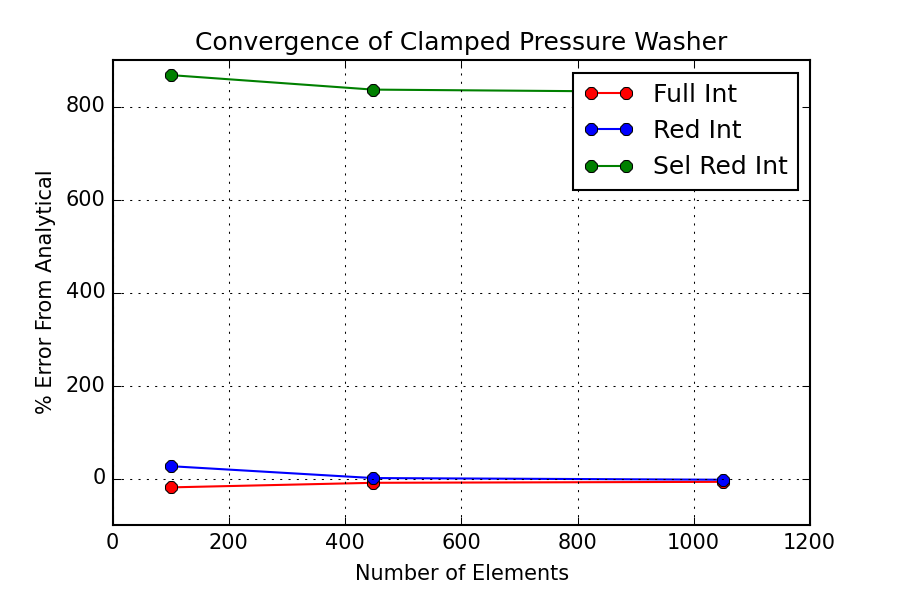 Convergence of Clamped Pressure Washer
% Error From Analytical
800
600
400
200
0
Full Int
Red Int
Sel Red Int
0 200 400 600 800 1000 1200
Number of Elements